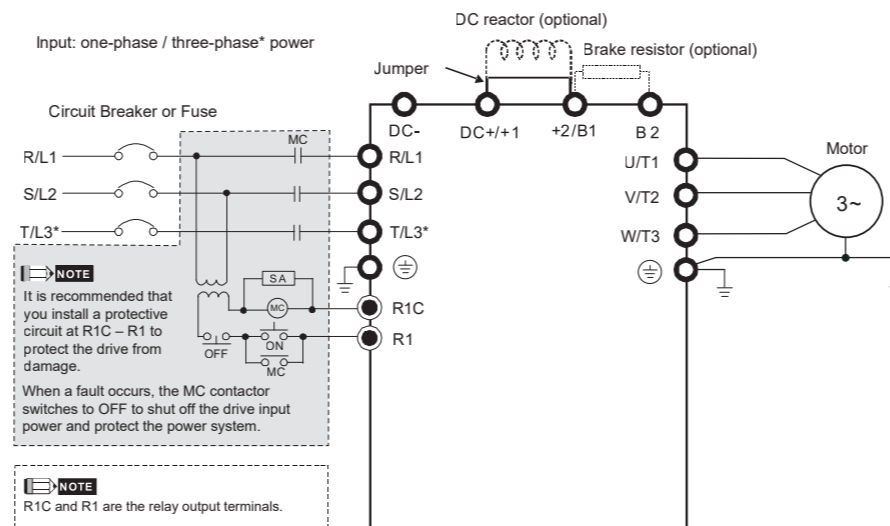 DC reactor (optional)
Input: one-phase / three-phase* power
Brake resistor (optional)
Jumper
Circuit Breaker or Fuse
DC- DC+/+1 +2/B1 B2
MC
R/L1 R/L1
S/L2 S/L2
T/L3* T/L3*
U/T1
V/T2
W/T3
Motor
3~
NOTE
It is recommended that
you install a protective
circuit at R1C – R1 to
protect the drive from
damage.
When a fault occurs, the MC contactor
switches to OFF to shut off the drive input
power and protect the power system.
SA
MC
R1C
OFF
ON
R1
MC
NOTE
R1C and R1 are the relay output terminals.